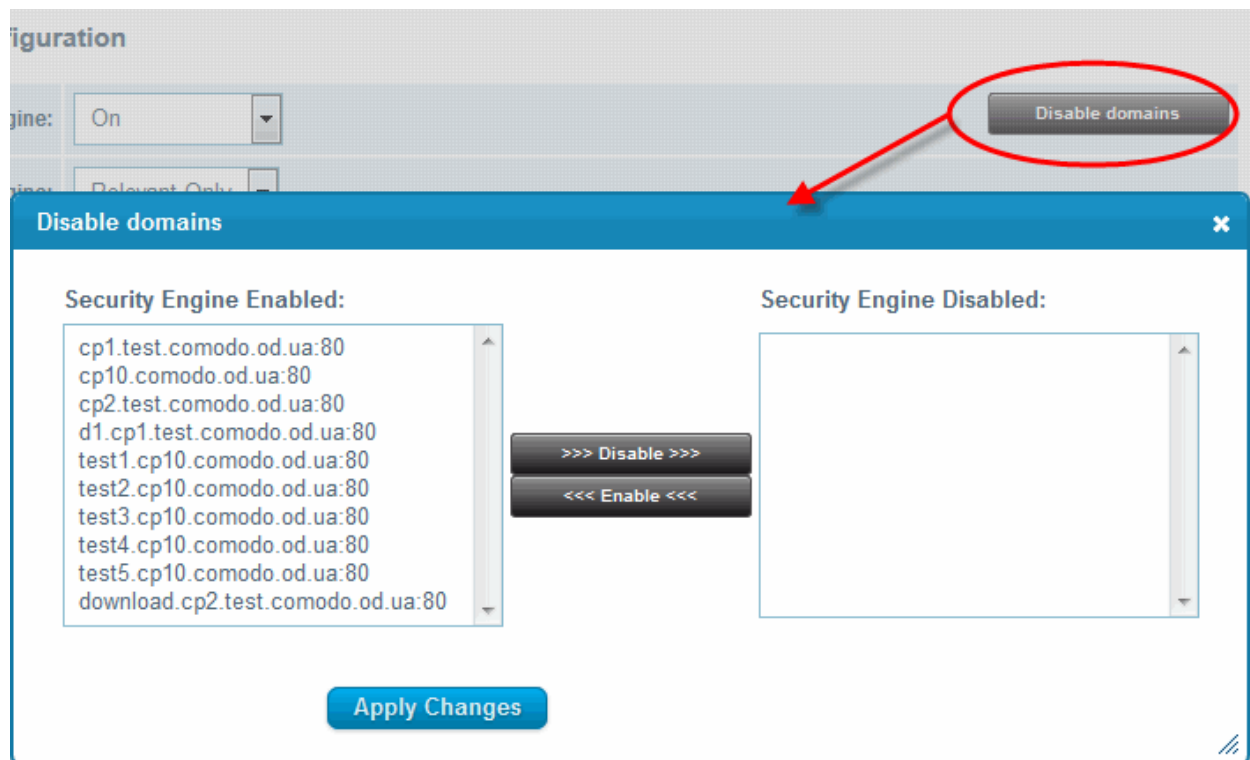 figuration
gine:
On
Disable domains
gine:
Relevant Only
Disable domains
Security Engine Enabled:
Security Engine Disabled:
cp1.test.comodo.od.ua:80
cp10.comodo.od.ua:80
cp2.test.comodo.od.ua:80
d1.cp1.test.comodo.od.ua:80
test1.cp10.comodo.od.ua:80
test2.cp10.comodo.od.ua:80
test3.cp10.comodo.od.ua:80
test4.cp10.comodo.od.ua:80
test5.cp10.comodo.od.ua:80
download.cp2.test.comodo.od.ua:80
>>> Disable >>>
<<< Enable <<<
Apply Changes